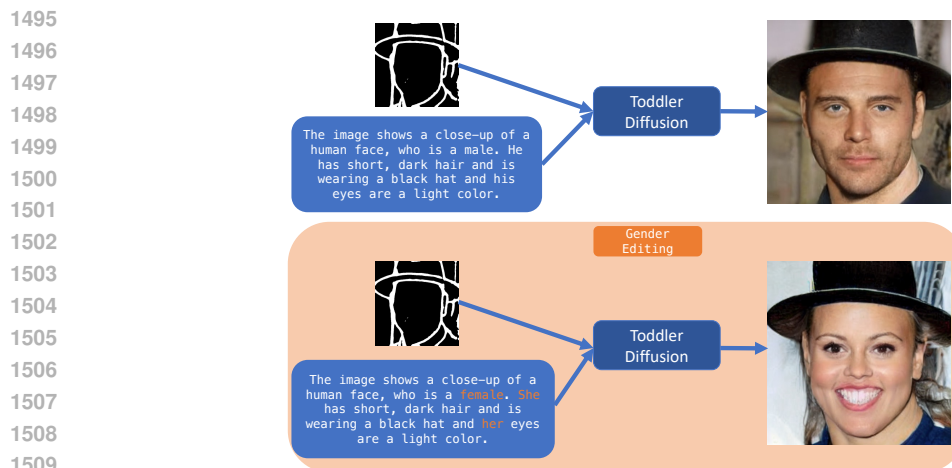 1495
1496
1497
1498
1499
1500
1501
1502
1503
1504
1505
1506
1507
1508
1509
Toddler
Diffusion
The image shows a close-up of a
human face, who is a male. He
has short, dark hair and is
wearing a black hat and his
eyes are a light color.
Gender
Editing
Toddler
Diffusion
The image shows a close-up of a
human face, who is a female. She
has short, dark hair and is
wearing a black hat and her eyes
are a light color.